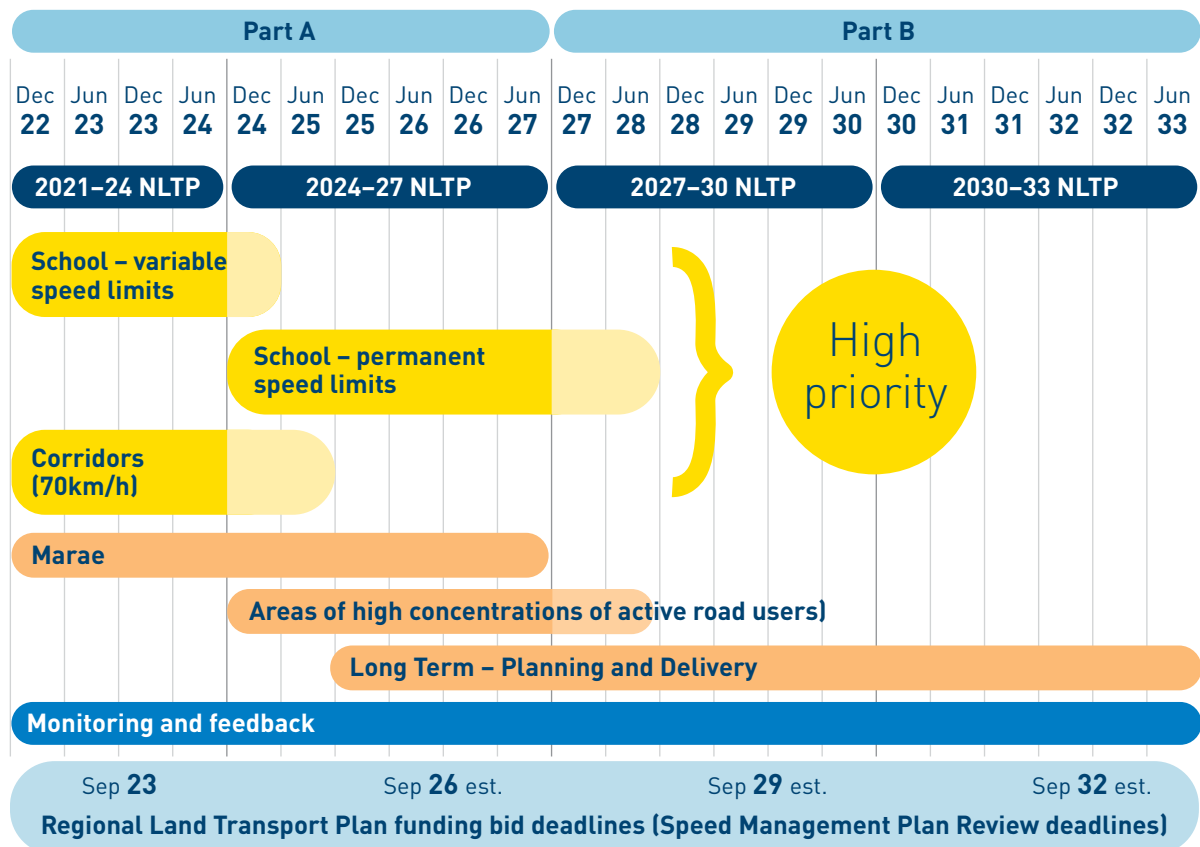 Part A Part B
Dec Jun Dec Jun Dec Jun Dec Jun Dec Jun Dec Jun Dec Jun Dec Jun Dec Jun Dec Jun Dec Jun
22 23 23 24 24 25 25 26 26 27 27 28 28 29 29 30 30 31 31 32 32 33
2021–24 NLTP 2024–27 NLTP 2027–30 NLTP 2030–33 NLTP
School – variable
speed limits
School – permanent
speed limits
High
priority
Corridors
(70km/h)
Marae
Areas of high concentrations of active road users)
Long Term – Planning and Delivery
Monitoring and feedback
Sep 23 Sep 26 est. Sep 29 est. Sep 32 est.
Regional Land Transport Plan funding bid deadlines (Speed Management Plan Review deadlines)